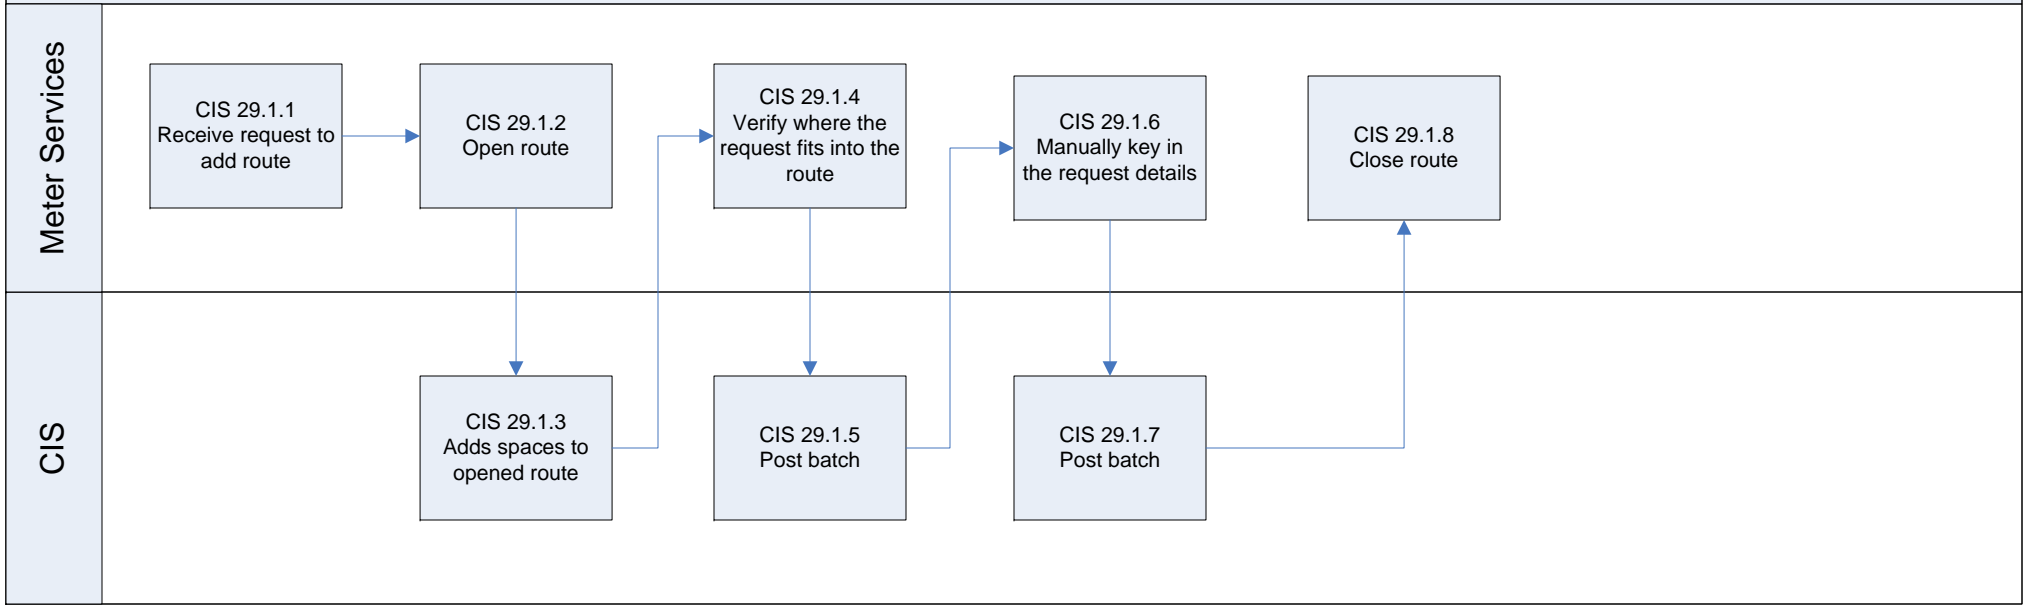 Meter Services
CIS 29.1.1
Receive request to
add route
CIS 29.1.2
Open route
CIS 29.1.4
Verify where the
request fits into the
route
CIS 29.1.6
Manually key in
the request details
CIS 29.1.8
Close route
CIS
CIS 29.1.3
Adds spaces to
opened route
CIS 29.1.5
Post batch
CIS 29.1.7
Post batch